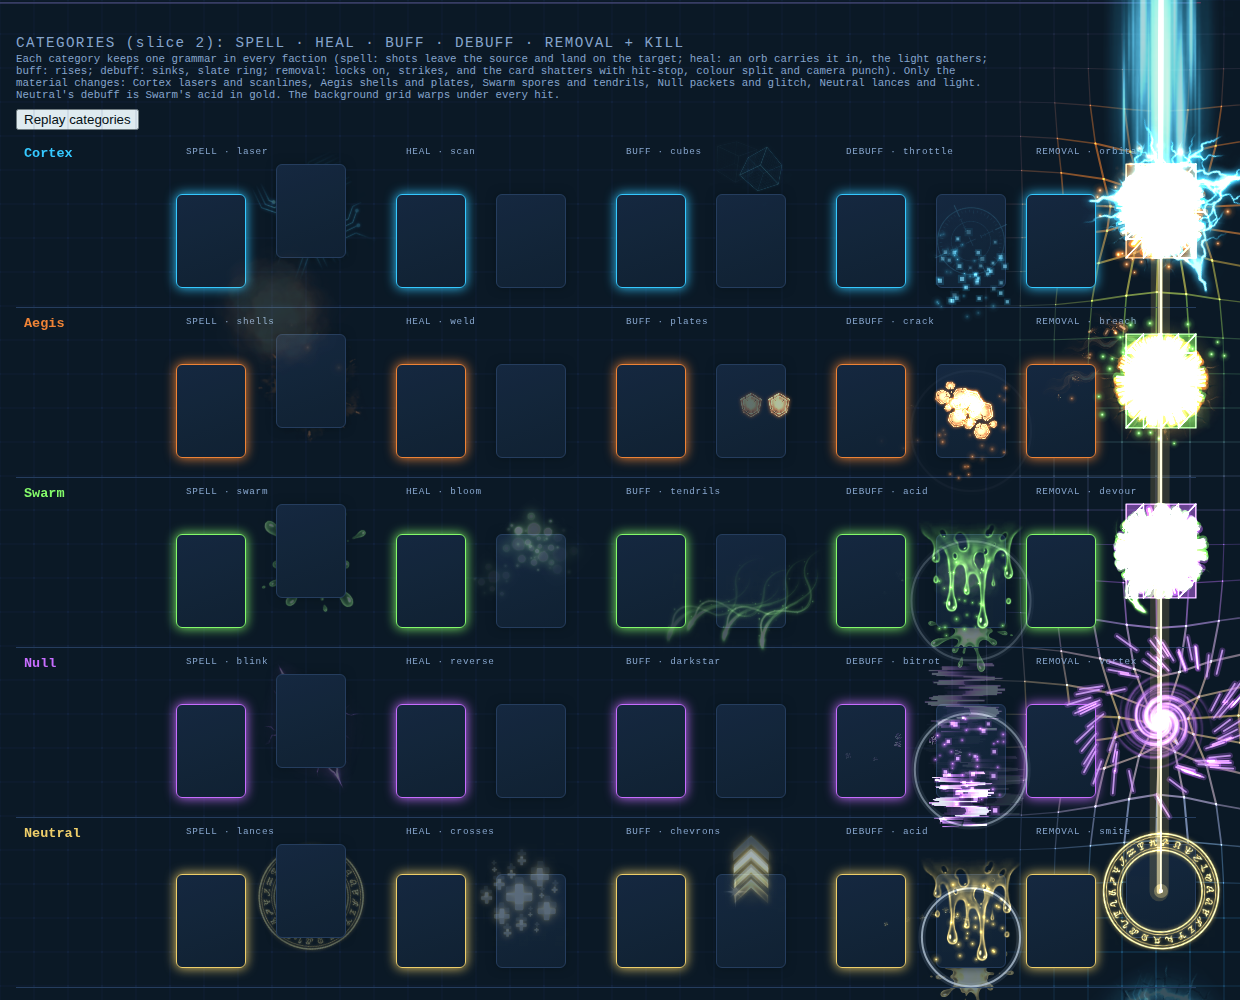 CATEGORIES (slice 2): SPELL · HEAL · BUFF · DEBUFF · REMOVAL + KILL
Each category keeps one grammar in every faction (spell: shots leave the source and land on the target; heal: an orb carries it in, the light gathers;
buff: rises; debuff: sinks, slate ring; removal: locks on, strikes, and the card shatters with hit-stop, colour split and camera punch). Only the
material changes: Cortex lasers and scanlines, Aegis shells and plates, Swarm spores and tendrils, Null packets and glitch, Neutral lances and light.
Neutral's debuff is Swarm's acid in gold. The background grid warps under every hit.
Replay categories
Cortex
SPELL · laser
HEAL · scan
BUFF · cubes
DEBUFF · throttle
REMOVAL ·
Aegis
SPELL · shells
HEAL · weld
BUFF · plates
DEBUFF · crack
REMOVAL · breach
Swarm
SPELL · swarm
HEAL · bloom
BUFF · tendrils
DEBUFF · acid
REMOVAL · devour
Null
SPELL · blink
HEAL · reverse
BUFF · darkstar
DEBUFF · bitrot
REMOVAL · vortex
Neutral
SPELL · lances
HEAL · crosses
BUFF · chevrons
DEBUFF · acid
REMOVAL · smite